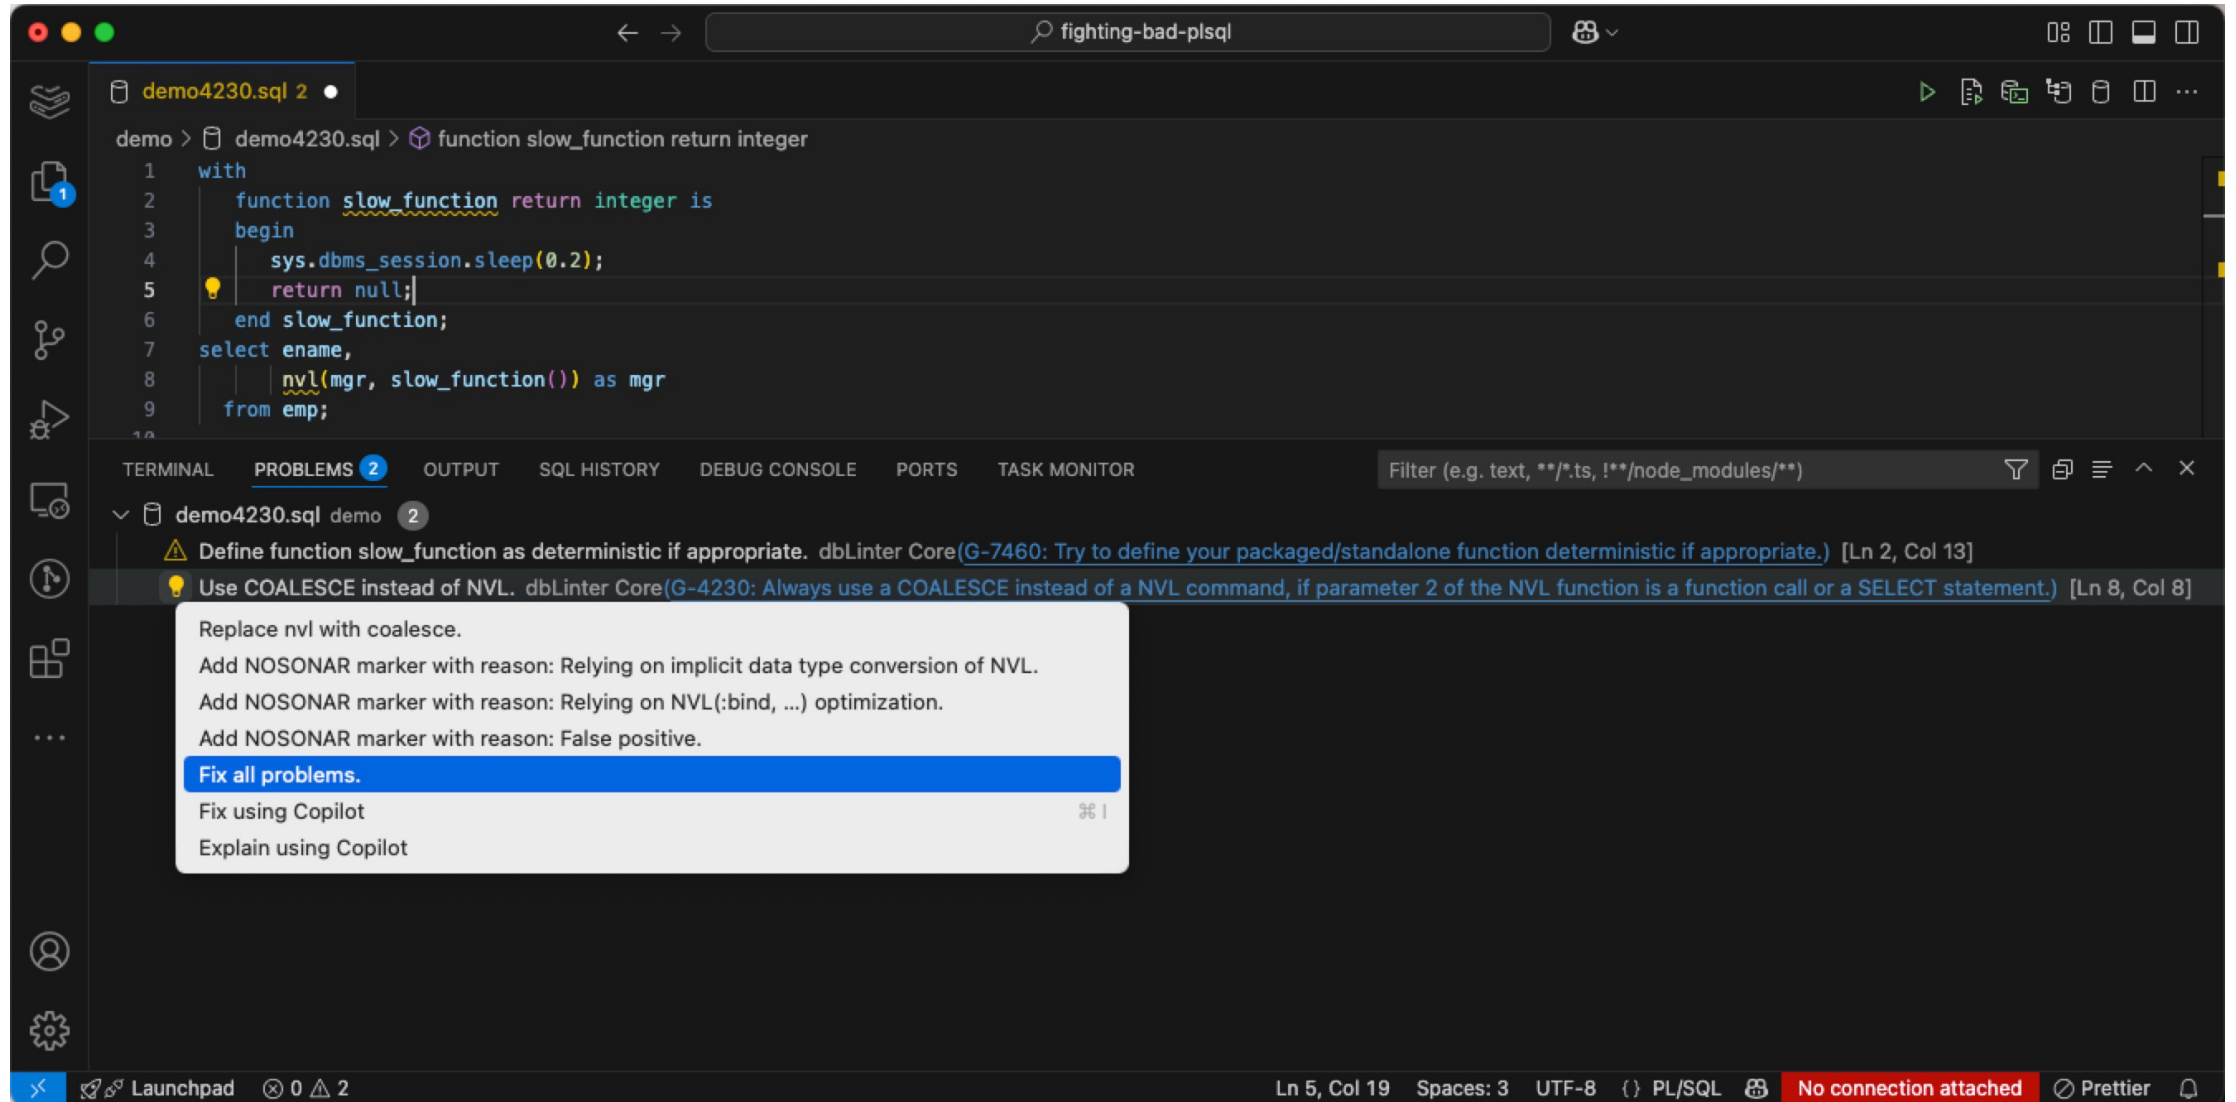 fighting-bad-plsql
demo4230.sql 2
demo > demo4230.sql > function slow_function return integer
1 with
2 function slow_function return integer is
3 begin
4 sys.dbms_session.sleep(0.2);
5 return null;
6 end slow_function;
7 select ename,
8 nvl(mgr, slow_function()) as mgr
9 from emp;
10
1
TERMINAL PROBLEMS 2 OUTPUT SQL HISTORY DEBUG CONSOLE PORTS TASK MONITOR Filter (e.g. text, **/*.ts, !**/node_modules/**)
demo4230.sql demo 2
Define function slow_function as deterministic if appropriate. dbLinter Core(G-7460: Try to define your packaged/standalone function deterministic if appropriate.) [Ln 2, Col 13]
Use COALESCE instead of NVL. dbLinter Core(G-4230: Always use a COALESCE instead of a NVL command, if parameter 2 of the NVL function is a function call or a SELECT statement.) [Ln 8, Col 8]
Replace nvl with coalesce.
Add NOSONAR marker with reason: Relying on implicit data type conversion of NVL.
Add NOSONAR marker with reason: Relying on NVL(:bind, ...) optimization.
Add NOSONAR marker with reason: False positive.
Fix all problems.
Fix using Copilot ⌘ I
Explain using Copilot
Launchpad 0 2 Ln 5, Col 19 Spaces: 3 UTF-8 {} PL/SQL No connection attached Prettier